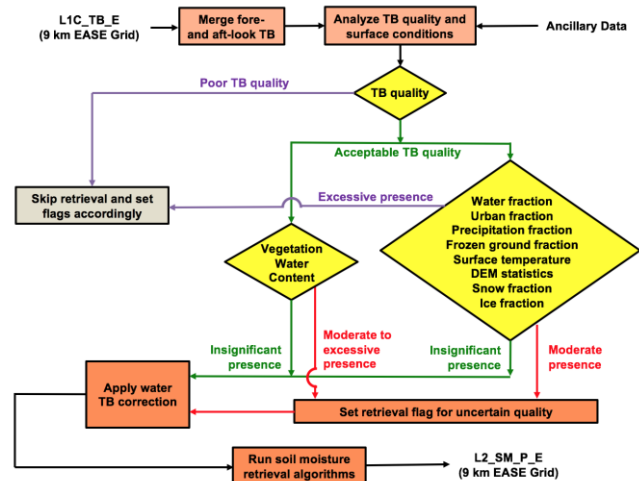 L1C_TB_E
(9 km EASE Grid)
Merge fore-
and aft-look TB
Analyze TB quality and
surface conditions
Ancillary Data
Poor TB quality
TB quality
Acceptable TB quality
Skip retrieval and set
flags accordingly
Excessive presence
Water fraction
Urban fraction
Precipitation fraction
Frozen ground fraction
Surface temperature
DEM statistics
Snow fraction
Ice fraction
Vegetation
Water
Content
Insignificant
presence
Moderate to
excessive
presence
Insignificant
presence
Moderate
presence
Apply water
TB correction
Set retrieval flag for uncertain quality
Run soil moisture
retrieval algorithms
L2_SM_P_E
(9 km EASE Grid)